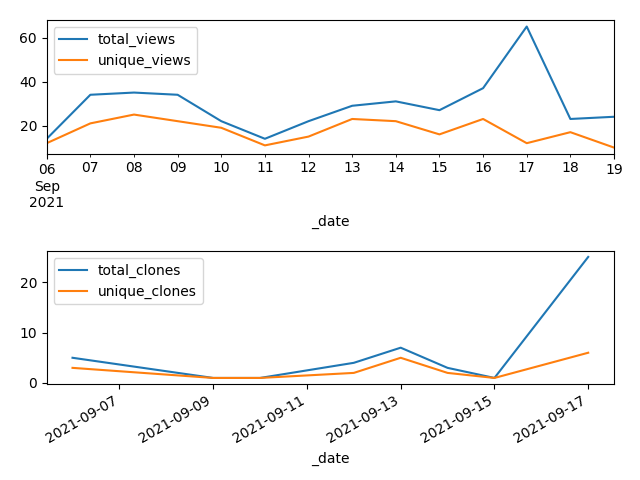 60
40
20
total_views
unique_views
06 07 08 09 10 11 12 13 14 15 16 17 18 19
Sep
2021
_date
20
10
0
total_clones
unique_clones
2021-09-07 2021-09-09 2021-09-11 2021-09-13 2021-09-15 2021-09-17
_date